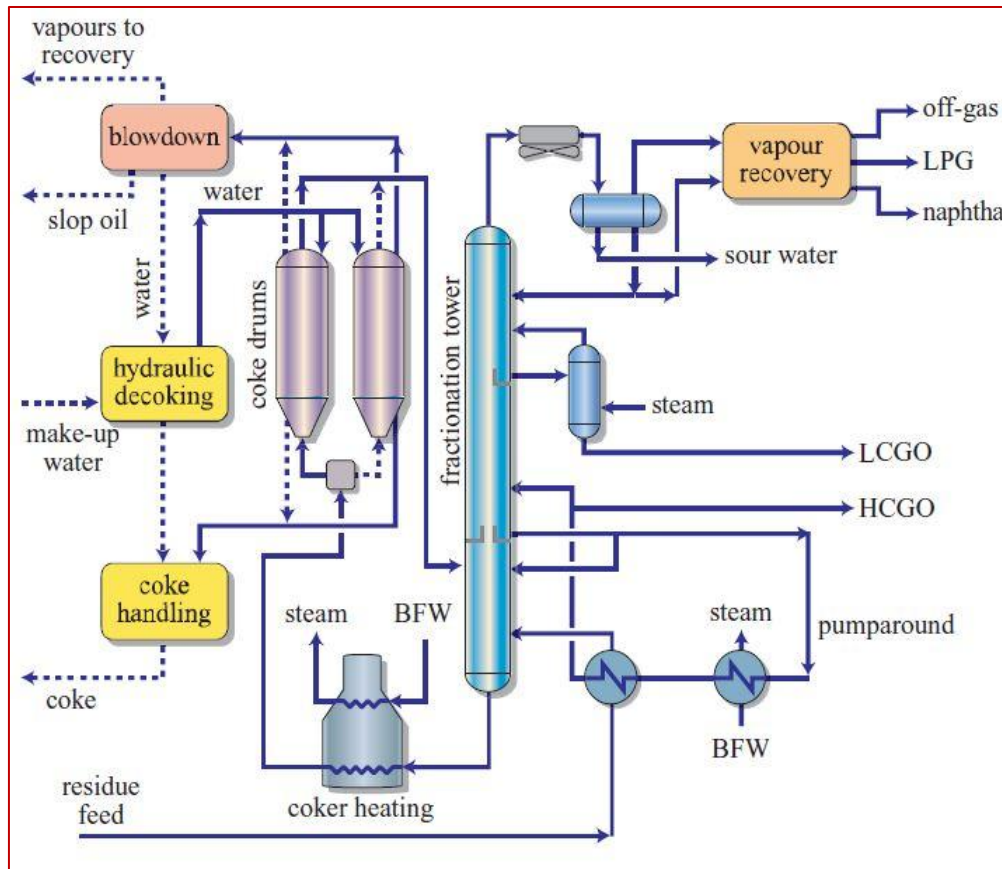 vapours to
recovery
blowdown
slop oil
water
water
hydraulic
decoking
make-up
water
coke
handling
coke
coke drums
fractionation tower
vapour
recovery
off-gas
LPG
naphtha
sour water
steam
LCGO
HCGO
pumparound
steam
BFW
steam
BFW
coker heating
residue
feed